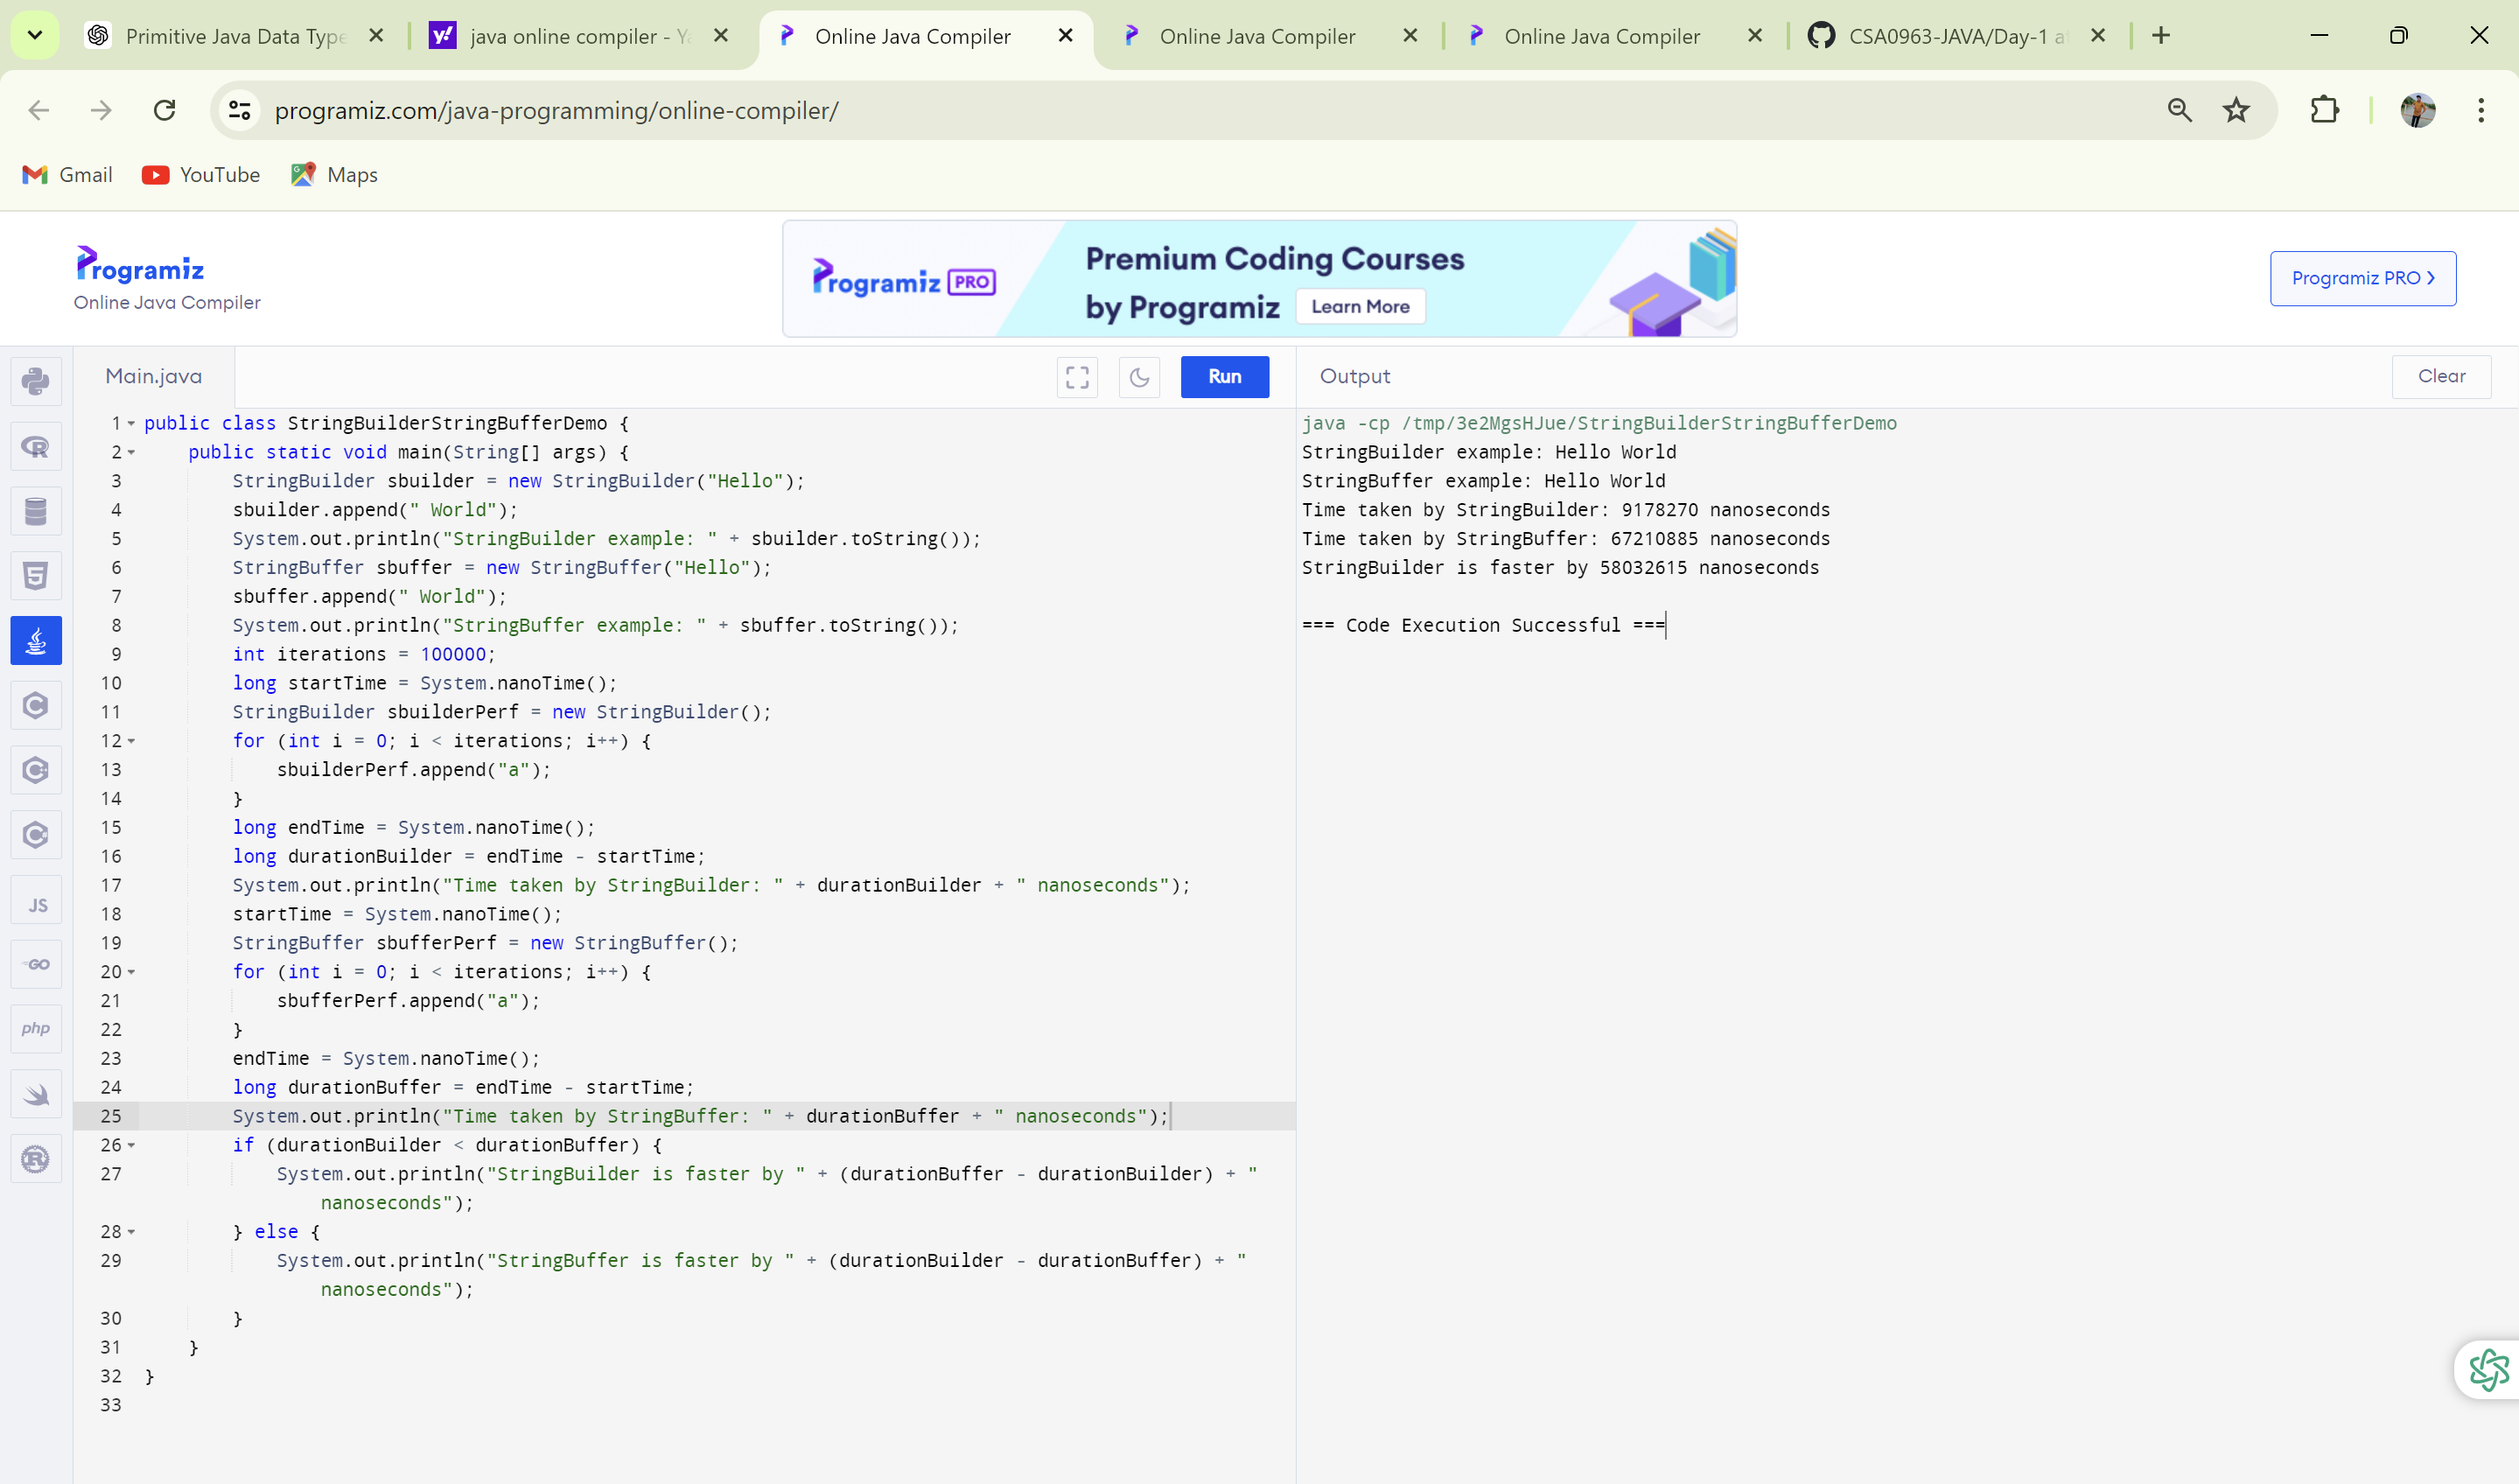 Primitive Java Data Type
java online compiler - Ya
Online Java Compiler
Online Java Compiler
Online Java Compiler
CSA0963-JAVA/Day-1 at
programiz.com/java-programming/online-compiler/
Gmail
YouTube
Maps
Programiz
Online Java Compiler
Programiz PRO
Premium Coding Courses
by Programiz
Learn More
Programiz PRO
Main.java
Run
Output
Clear
1 public class StringBuilderStringBufferDemo {
2 public static void main(String[] args) {
3 StringBuilder sbuilder = new StringBuilder("Hello");
4 sbuilder.append(" World");
5 System.out.println("StringBuilder example: " + sbuilder.toString());
6 StringBuffer sbuffer = new StringBuffer("Hello");
7 sbuffer.append(" World");
8 System.out.println("StringBuffer example: " + sbuffer.toString());
9 int iterations = 100000;
10 long startTime = System.nanoTime();
11 StringBuilder sbuilderPerf = new StringBuilder();
12 for (int i = 0; i < iterations; i++) {
13 sbuilderPerf.append("a");
14 }
15 long endTime = System.nanoTime();
16 long durationBuilder = endTime - startTime;
17 System.out.println("Time taken by StringBuilder: " + durationBuilder + " nanoseconds");
18 startTime = System.nanoTime();
19 StringBuffer sbufferPerf = new StringBuffer();
20 for (int i = 0; i < iterations; i++) {
21 sbufferPerf.append("a");
22 }
23 endTime = System.nanoTime();
24 long durationBuffer = endTime - startTime;
25 System.out.println("Time taken by StringBuffer: " + durationBuffer + " nanoseconds");
26 if (durationBuilder < durationBuffer) {
27 System.out.println("StringBuilder is faster by " + (durationBuffer - durationBuilder) + "
nanoseconds");
28 } else {
29 System.out.println("StringBuffer is faster by " + (durationBuilder - durationBuffer) + "
nanoseconds");
30 }
31 }
32 }
33
java -cp /tmp/3e2MgsHJue/StringBuilderStringBufferDemo
StringBuilder example: Hello World
StringBuffer example: Hello World
Time taken by StringBuilder: 9178270 nanoseconds
Time taken by StringBuffer: 67210885 nanoseconds
StringBuilder is faster by 58032615 nanoseconds
=== Code Execution Successful ===
R
5
C
C
C
JS
GO
php
R